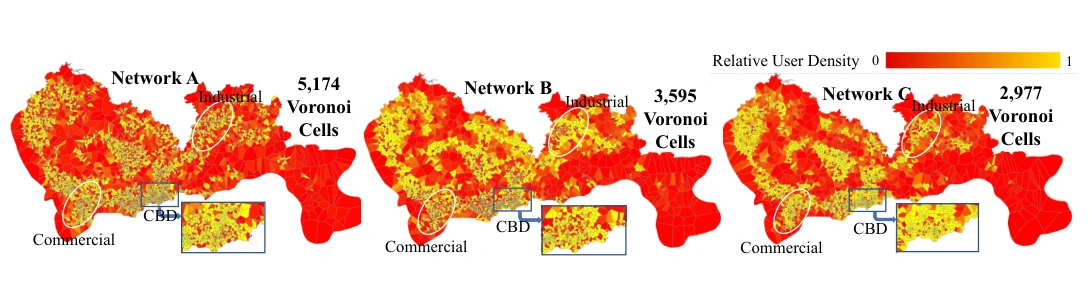 Network A
Industrial
5,174
Voronoi
Cells
Commercial
CBD
Network B
Industrial
3,595
Voronoi
Cells
Commercial
CBD
Relative User Density 0 1
Network C
Industrial
2,977
Voronoi
Cells
Commercial
CBD